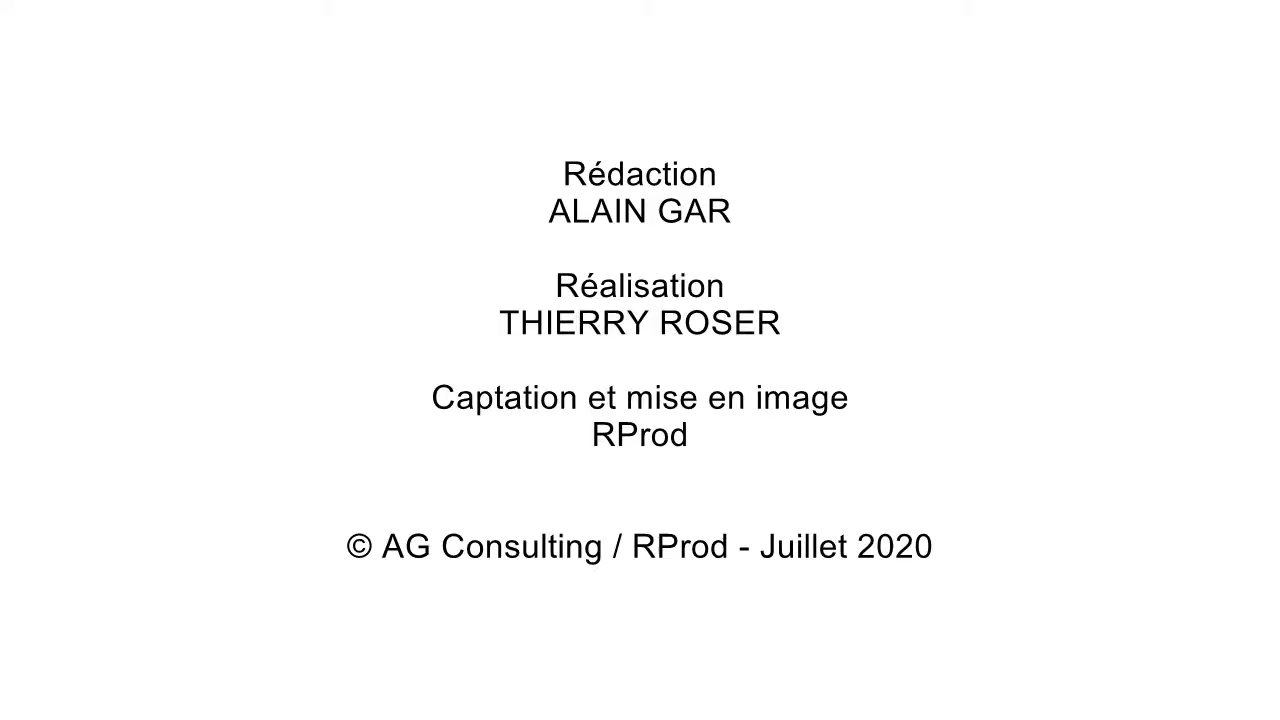 Rédaction
ALAIN GAR
Réalisation
THIERRY ROSER
Captation et mise en image
RProd
© AG Consulting / RProd - Juillet 2020